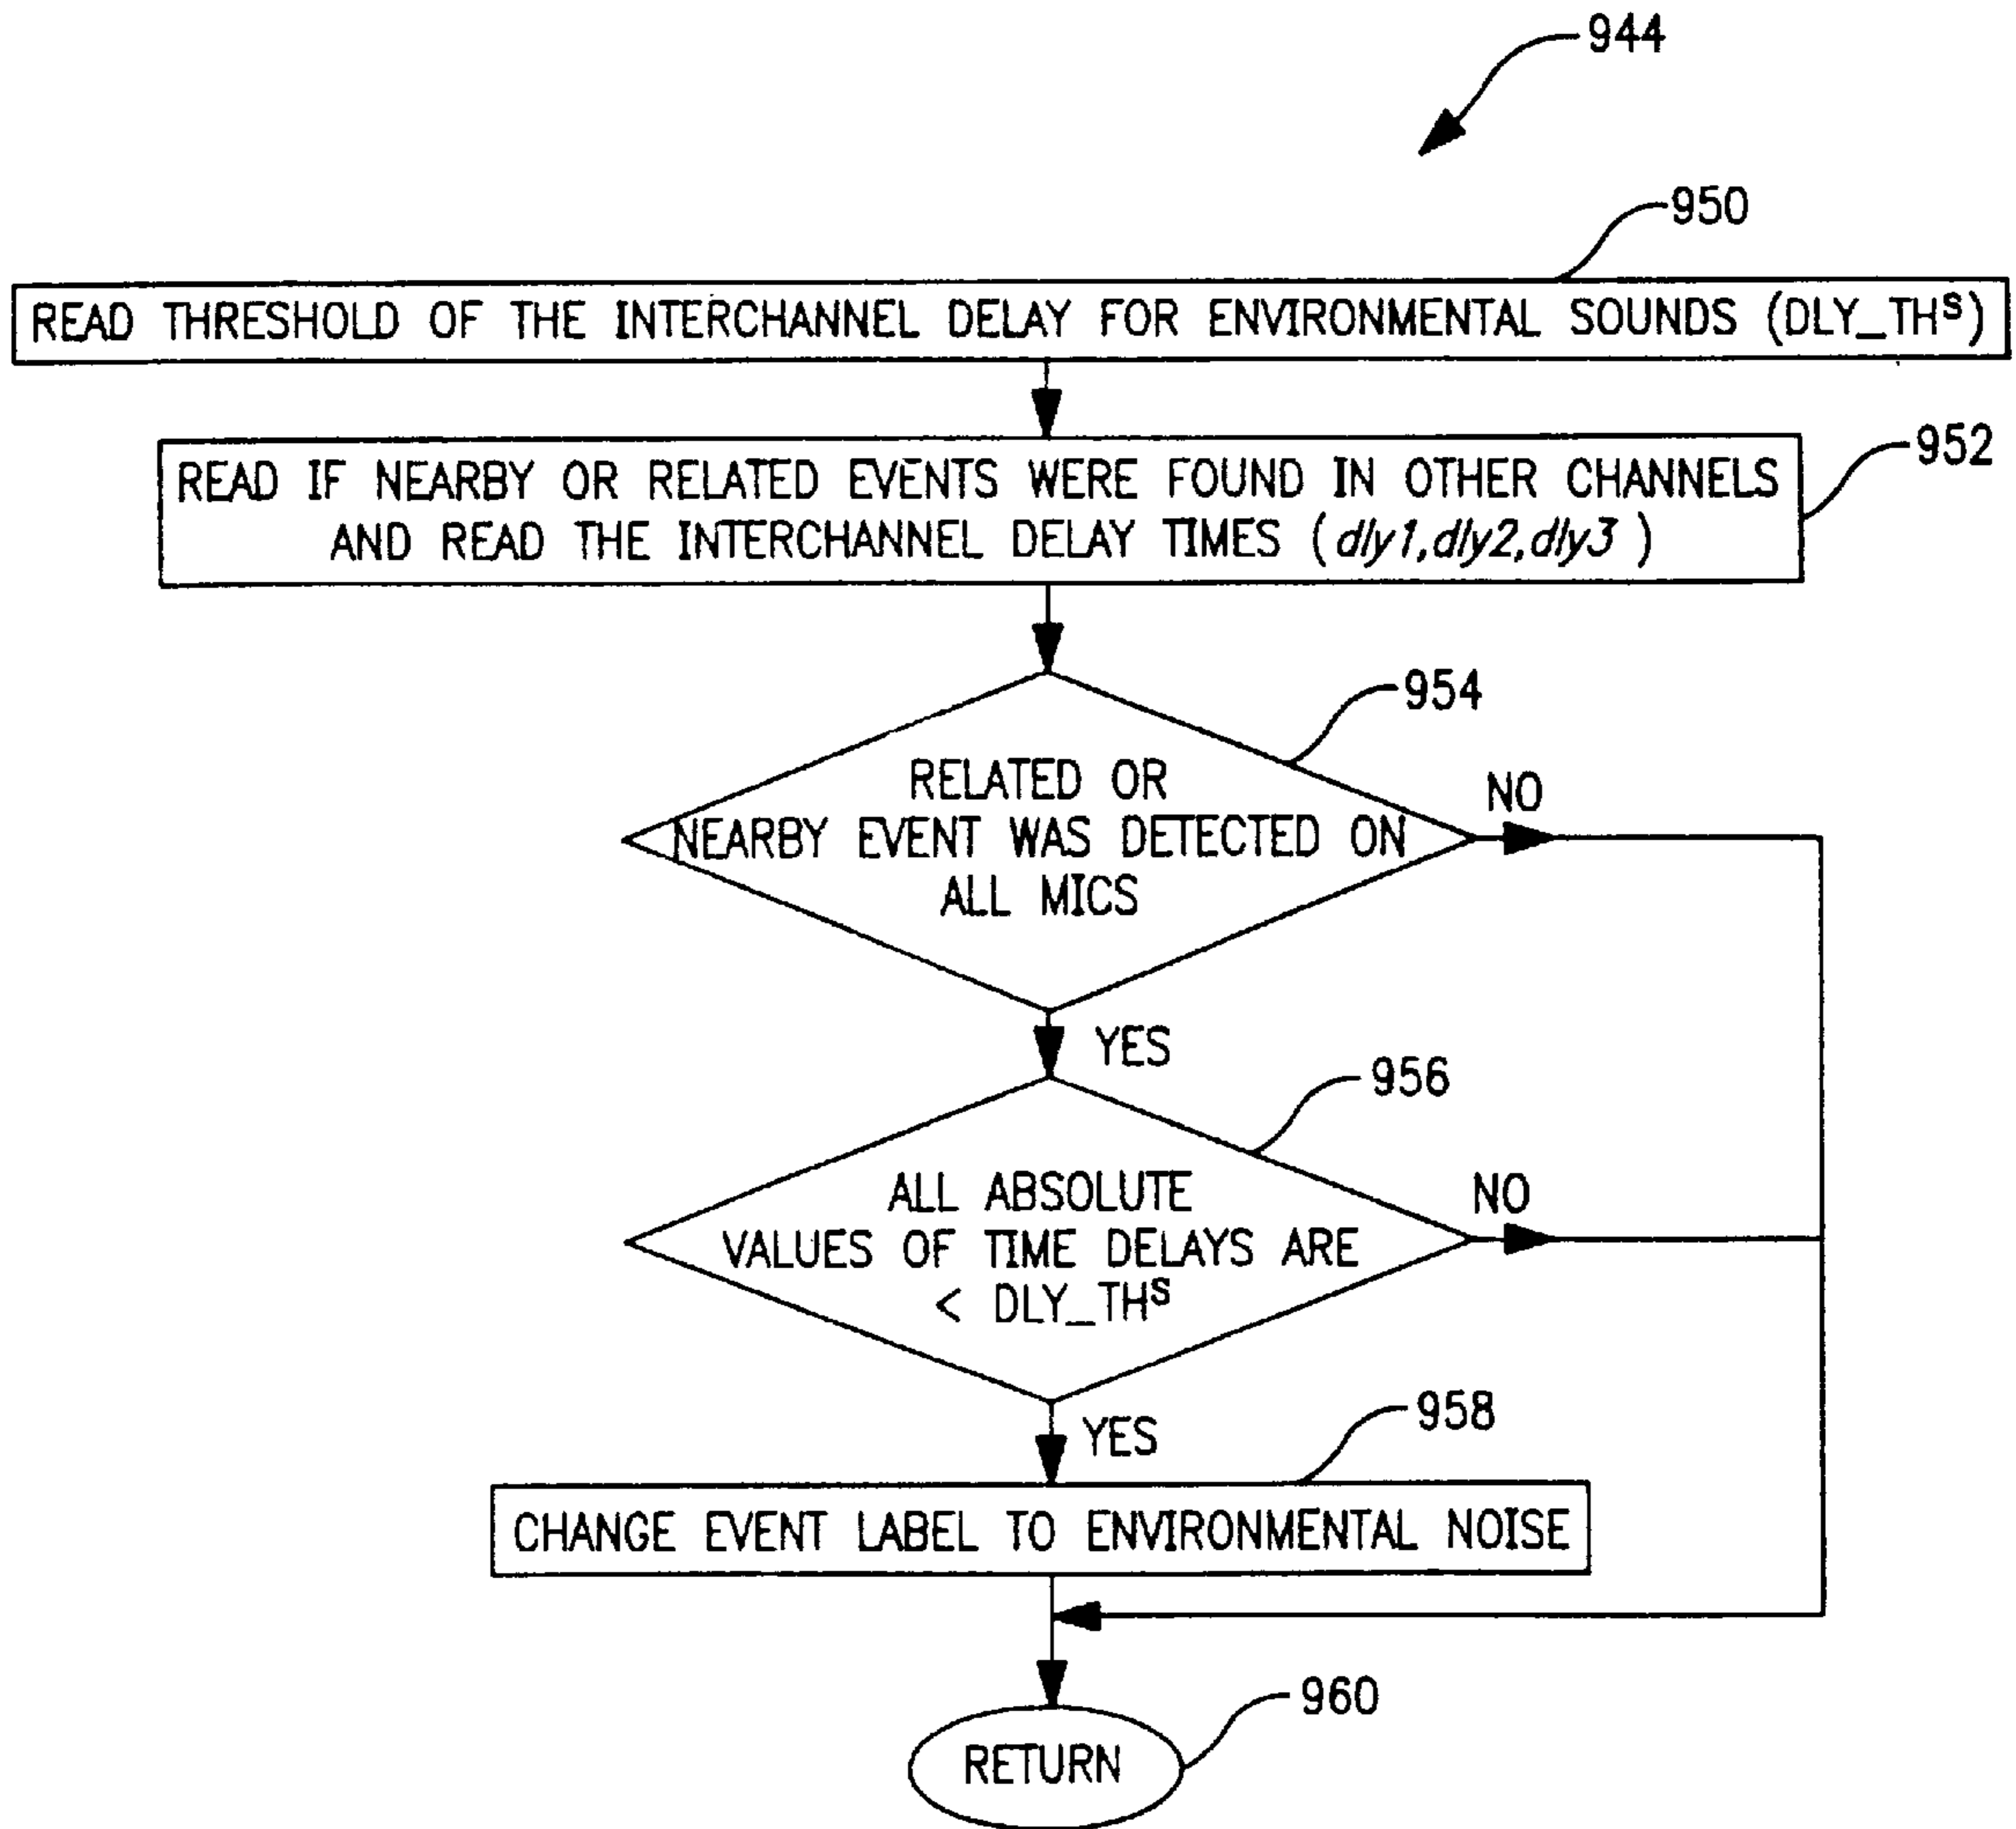 944
950
READ THRESHOLD OF THE INTERCHANNEL DELAY FOR ENVIRONMENTAL SOUNDS (DLY_THˢ)
952
READ IF NEARBY OR RELATED EVENTS WERE FOUND IN OTHER CHANNELS
AND READ THE INTERCHANNEL DELAY TIMES (dly1,dly2,dly3)
954
RELATED OR
NEARBY EVENT WAS DETECTED ON
ALL MICS
NO
YES
956
ALL ABSOLUTE
VALUES OF TIME DELAYS ARE
< DLY_THˢ
NO
YES
958
CHANGE EVENT LABEL TO ENVIRONMENTAL NOISE
960
RETURN